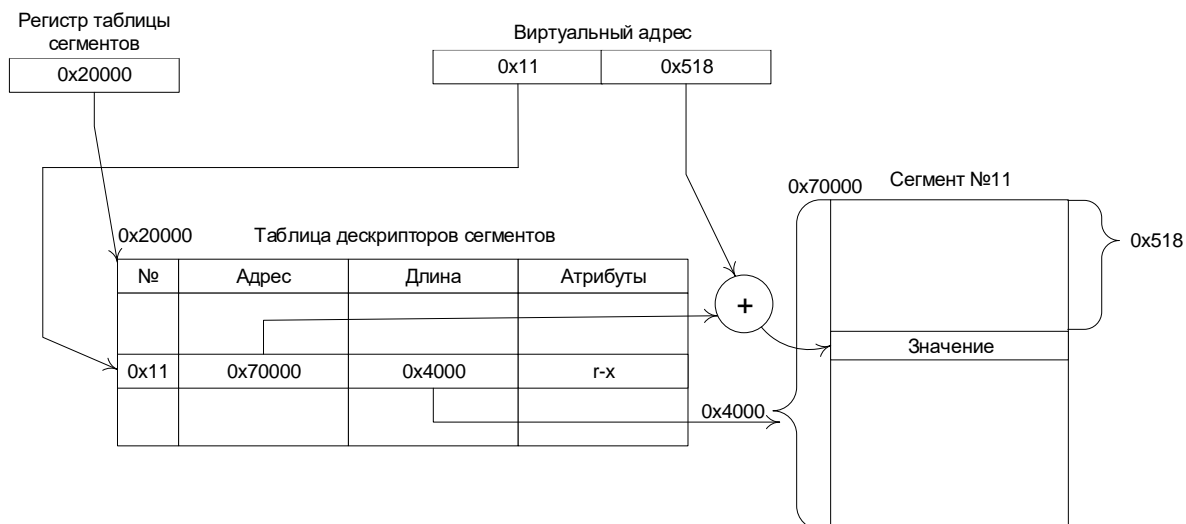 Регистр таблицы
сегментов
0x20000
Виртуальный адрес
0x11 0x518
0x70000 Сегмент №11
0x518
0x20000 Таблица дескрипторов сегментов
№ Адрес Длина Атрибуты
+
Значение
0x11 0x70000 0x4000 r-x
0x4000